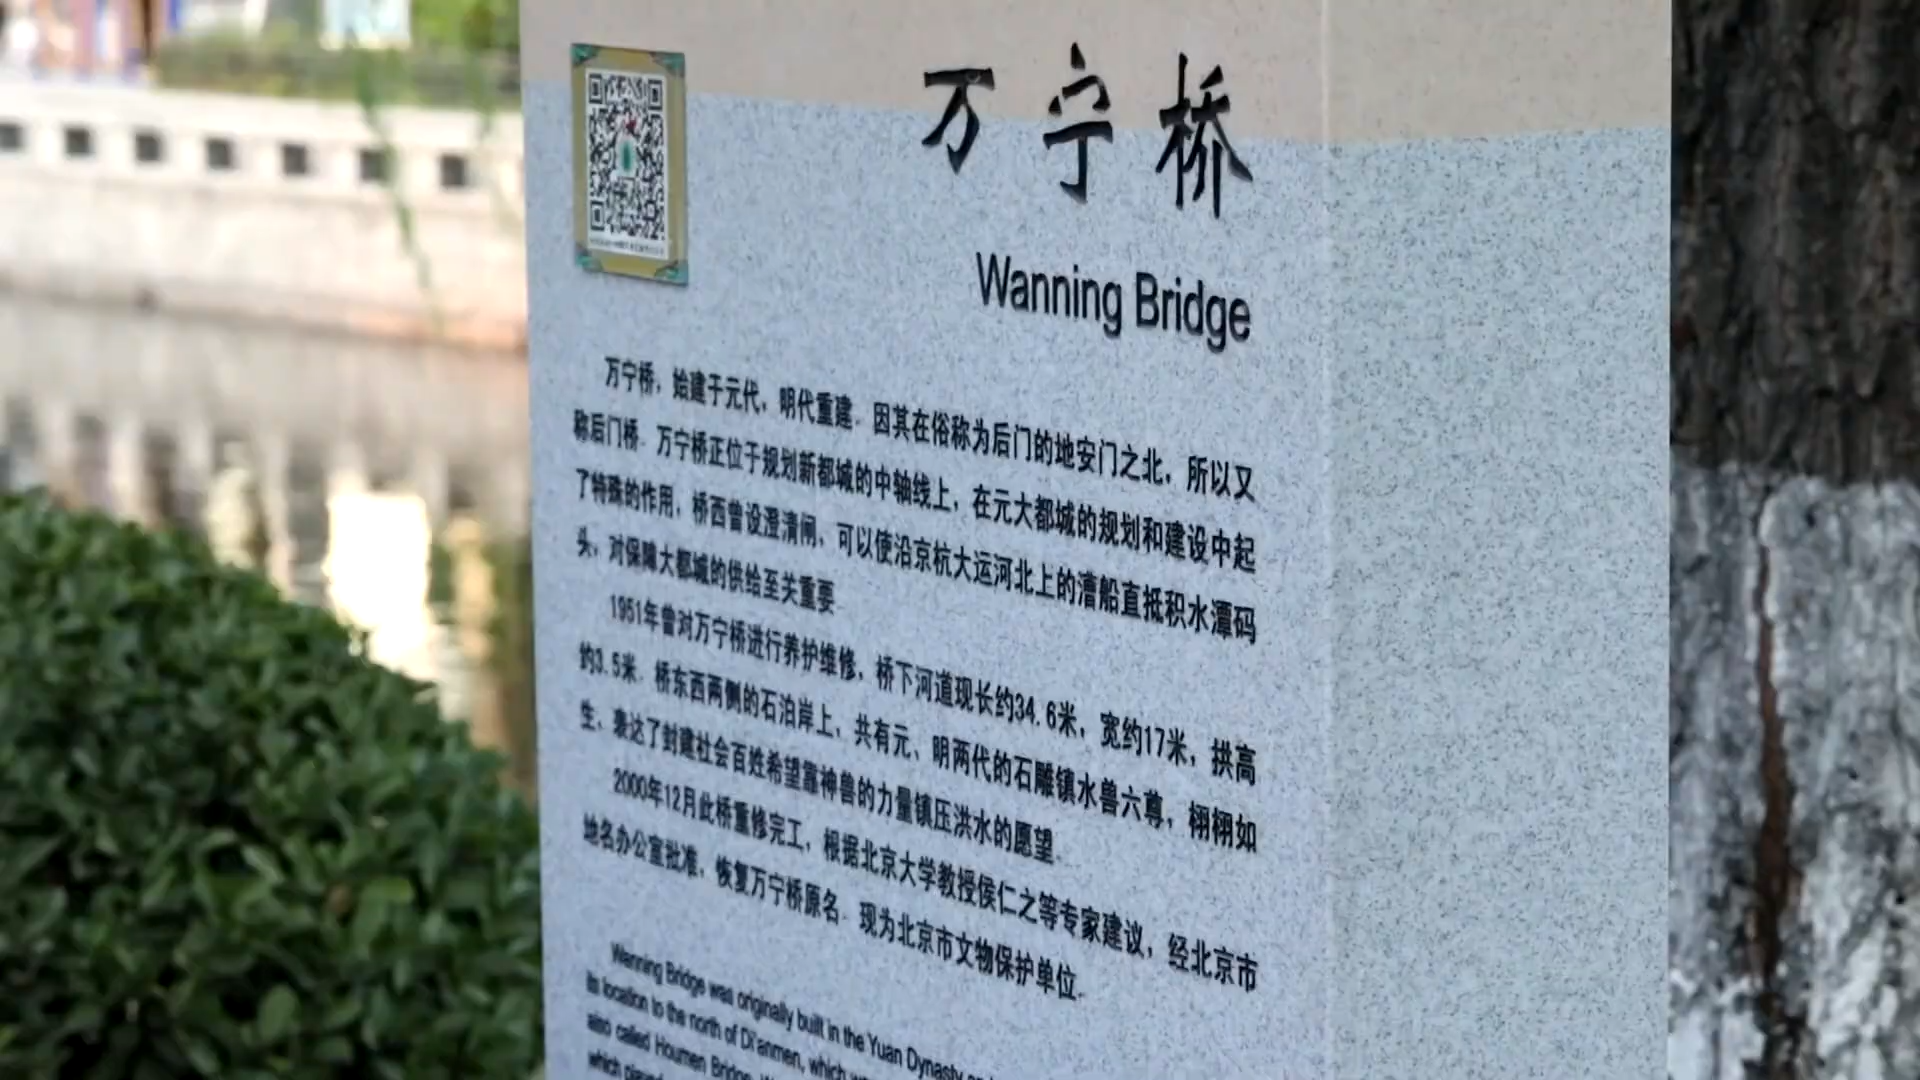 万宁桥
Wanning Bridge
万宁桥，始建于元代，明代重建。因其在俗称为后门的地安门之北，所以又
称后门桥。万宁桥正位于规划新都城的中轴线上，在元大都城的规划和建设中起
了特殊的作用，桥西曾设澄清闸，可以使沿京杭大运河北上的漕船直抵积水潭码
头，对保障大都城的供给至关重要
1951年曾对万宁桥进行养护维修，桥下河道现长约34.6米，宽约17米，拱高
约3.5米。桥东西两侧的石泊岸上，共有元、明两代的石雕镇水兽六尊，栩栩如
生，表达了封建社会百姓希望靠神兽的力量镇压洪水的愿望。
2000年12月此桥重修完工，根据北京大学教授侯仁之等专家建议，经北京市
地名办公室批准，恢复万宁桥原名。现为北京市文物保护单位。
Wanning Bridge was originally built in the Yuan Dynasty
its location to the north of Di'anmen, which
also called Houmen Bridge.
which